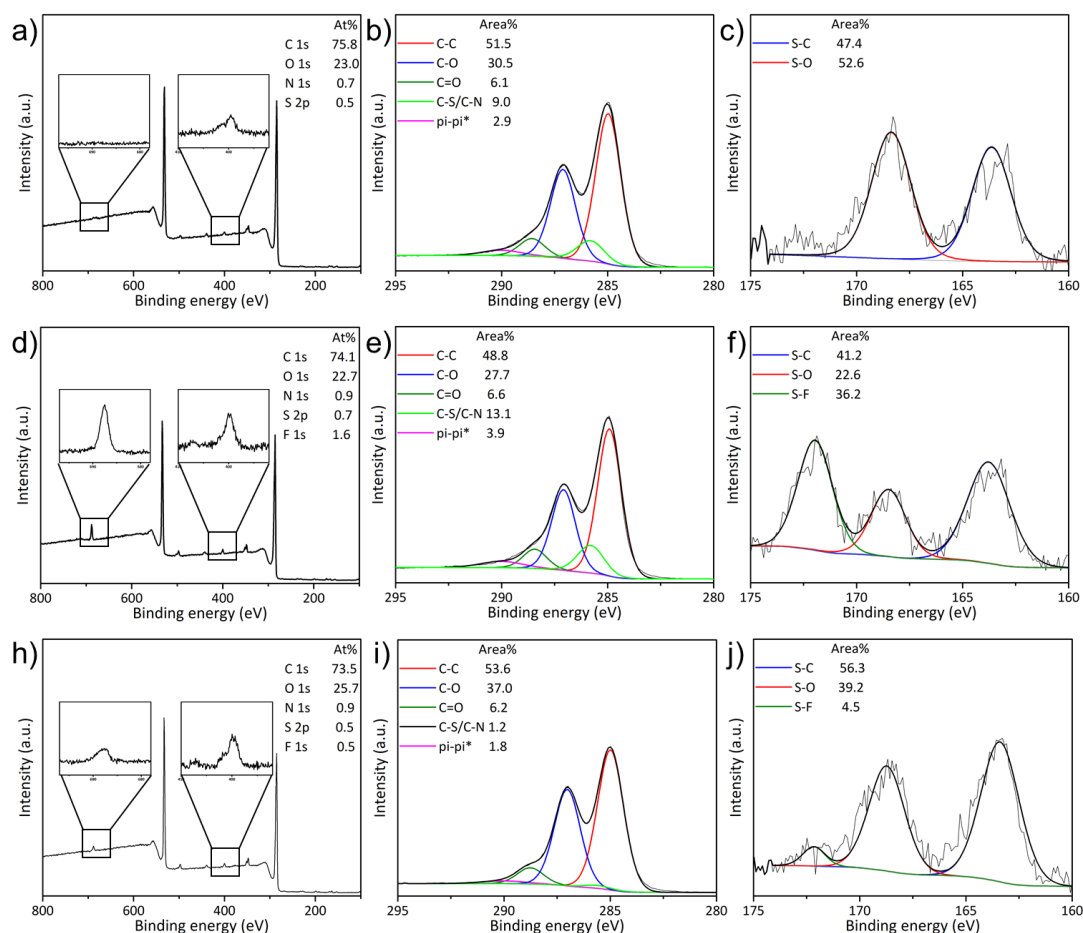 a)
At%
C 1s 75.8
O 1s 23.0
N 1s 0.7
S 2p 0.5
Intensity (a.u.)
800 600 400 200
Binding energy (eV)
b)
Area%
C-C 51.5
C-O 30.5
C=O 6.1
C-S/C-N 9.0
pi-pi* 2.9
Intensity (a.u.)
295 290 285 280
Binding energy (eV)
c)
Area%
S-C 47.4
S-O 52.6
Intensity (a.u.)
175 170 165 160
Binding energy (eV)
d)
At%
C 1s 74.1
O 1s 22.7
N 1s 0.9
S 2p 0.7
F 1s 1.6
Intensity (a.u.)
800 600 400 200
Binding energy (eV)
e)
Area%
C-C 48.8
C-O 27.7
C=O 6.6
C-S/C-N 13.1
pi-pi* 3.9
Intensity (a.u.)
295 290 285 280
Binding energy (eV)
f)
Area%
S-C 41.2
S-O 22.6
S-F 36.2
Intensity (a.u.)
175 170 165 160
Binding energy (eV)
h)
At%
C 1s 73.5
O 1s 25.7
N 1s 0.9
S 2p 0.5
F 1s 0.5
Intensity (a.u.)
800 600 400 200
Binding energy (eV)
i)
Area%
C-C 53.6
C-O 37.0
C=O 6.2
C-S/C-N 1.2
pi-pi* 1.8
Intensity (a.u.)
295 290 285 280
Binding energy (eV)
j)
Area%
S-C 56.3
S-O 39.2
S-F 4.5
Intensity (a.u.)
175 170 165 160
Binding energy (eV)